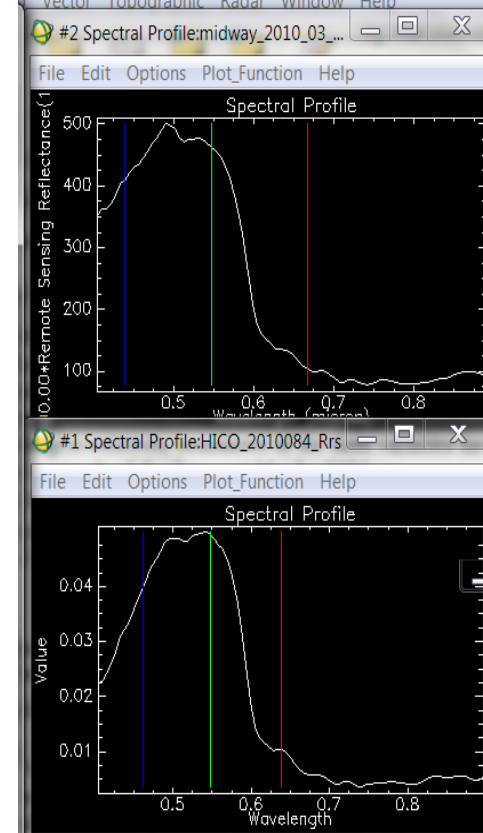 Vector Topographic Radar Window Help
#2 Spectral Profile:midway_2010_03_...
File Edit Options Plot_Function Help
Spectral Profile
500
400
300
200
100
0.5 0.6 0.7 0.8
Wavelength (micron)
#1 Spectral Profile:HICO_2010084_Rrs
File Edit Options Plot_Function Help
Spectral Profile
Value
0.04
0.03
0.02
0.01
0.5 0.6 0.7 0.8
Wavelength